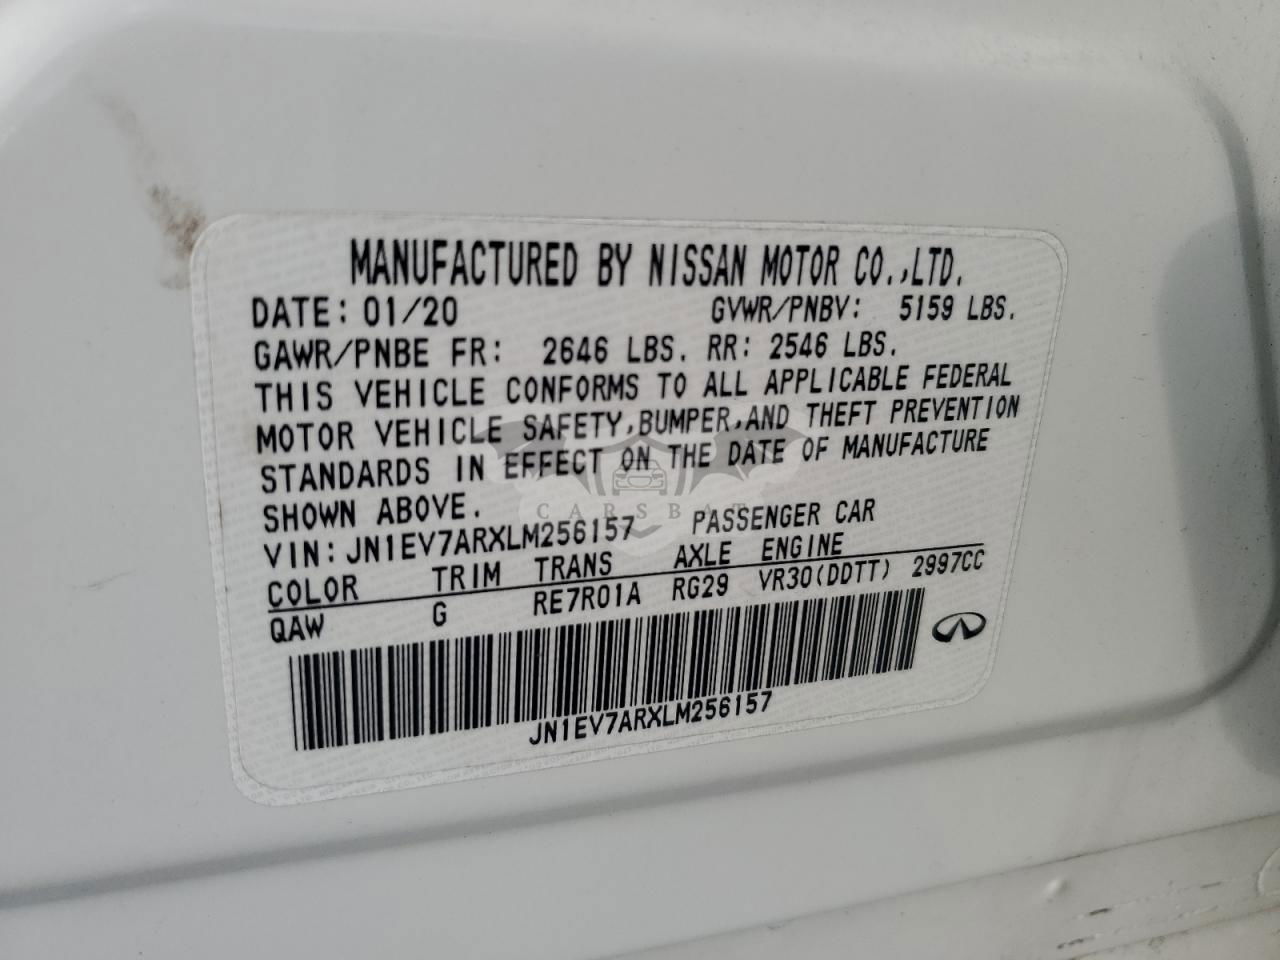 MANUFACTURED BY NISSAN MOTOR CO.,LTD.
DATE: 01/20 GVWR/PNBV: 5159 LBS.
GAWR/PNBE FR: 2646 LBS. RR: 2546 LBS.
THIS VEHICLE CONFORMS TO ALL APPLICABLE FEDERAL
MOTOR VEHICLE SAFETY,BUMPER,AND THEFT PREVENTION
STANDARDS IN EFFECT ON THE DATE OF MANUFACTURE
SHOWN ABOVE.
CARSBAT
VIN: JN1EV7ARXLM256157 PASSENGER CAR
COLOR TRIM TRANS AXLE ENGINE
QAW G RE7R01A RG29 VR30(DDTT) 2997CC
JN1EV7ARXLM256157